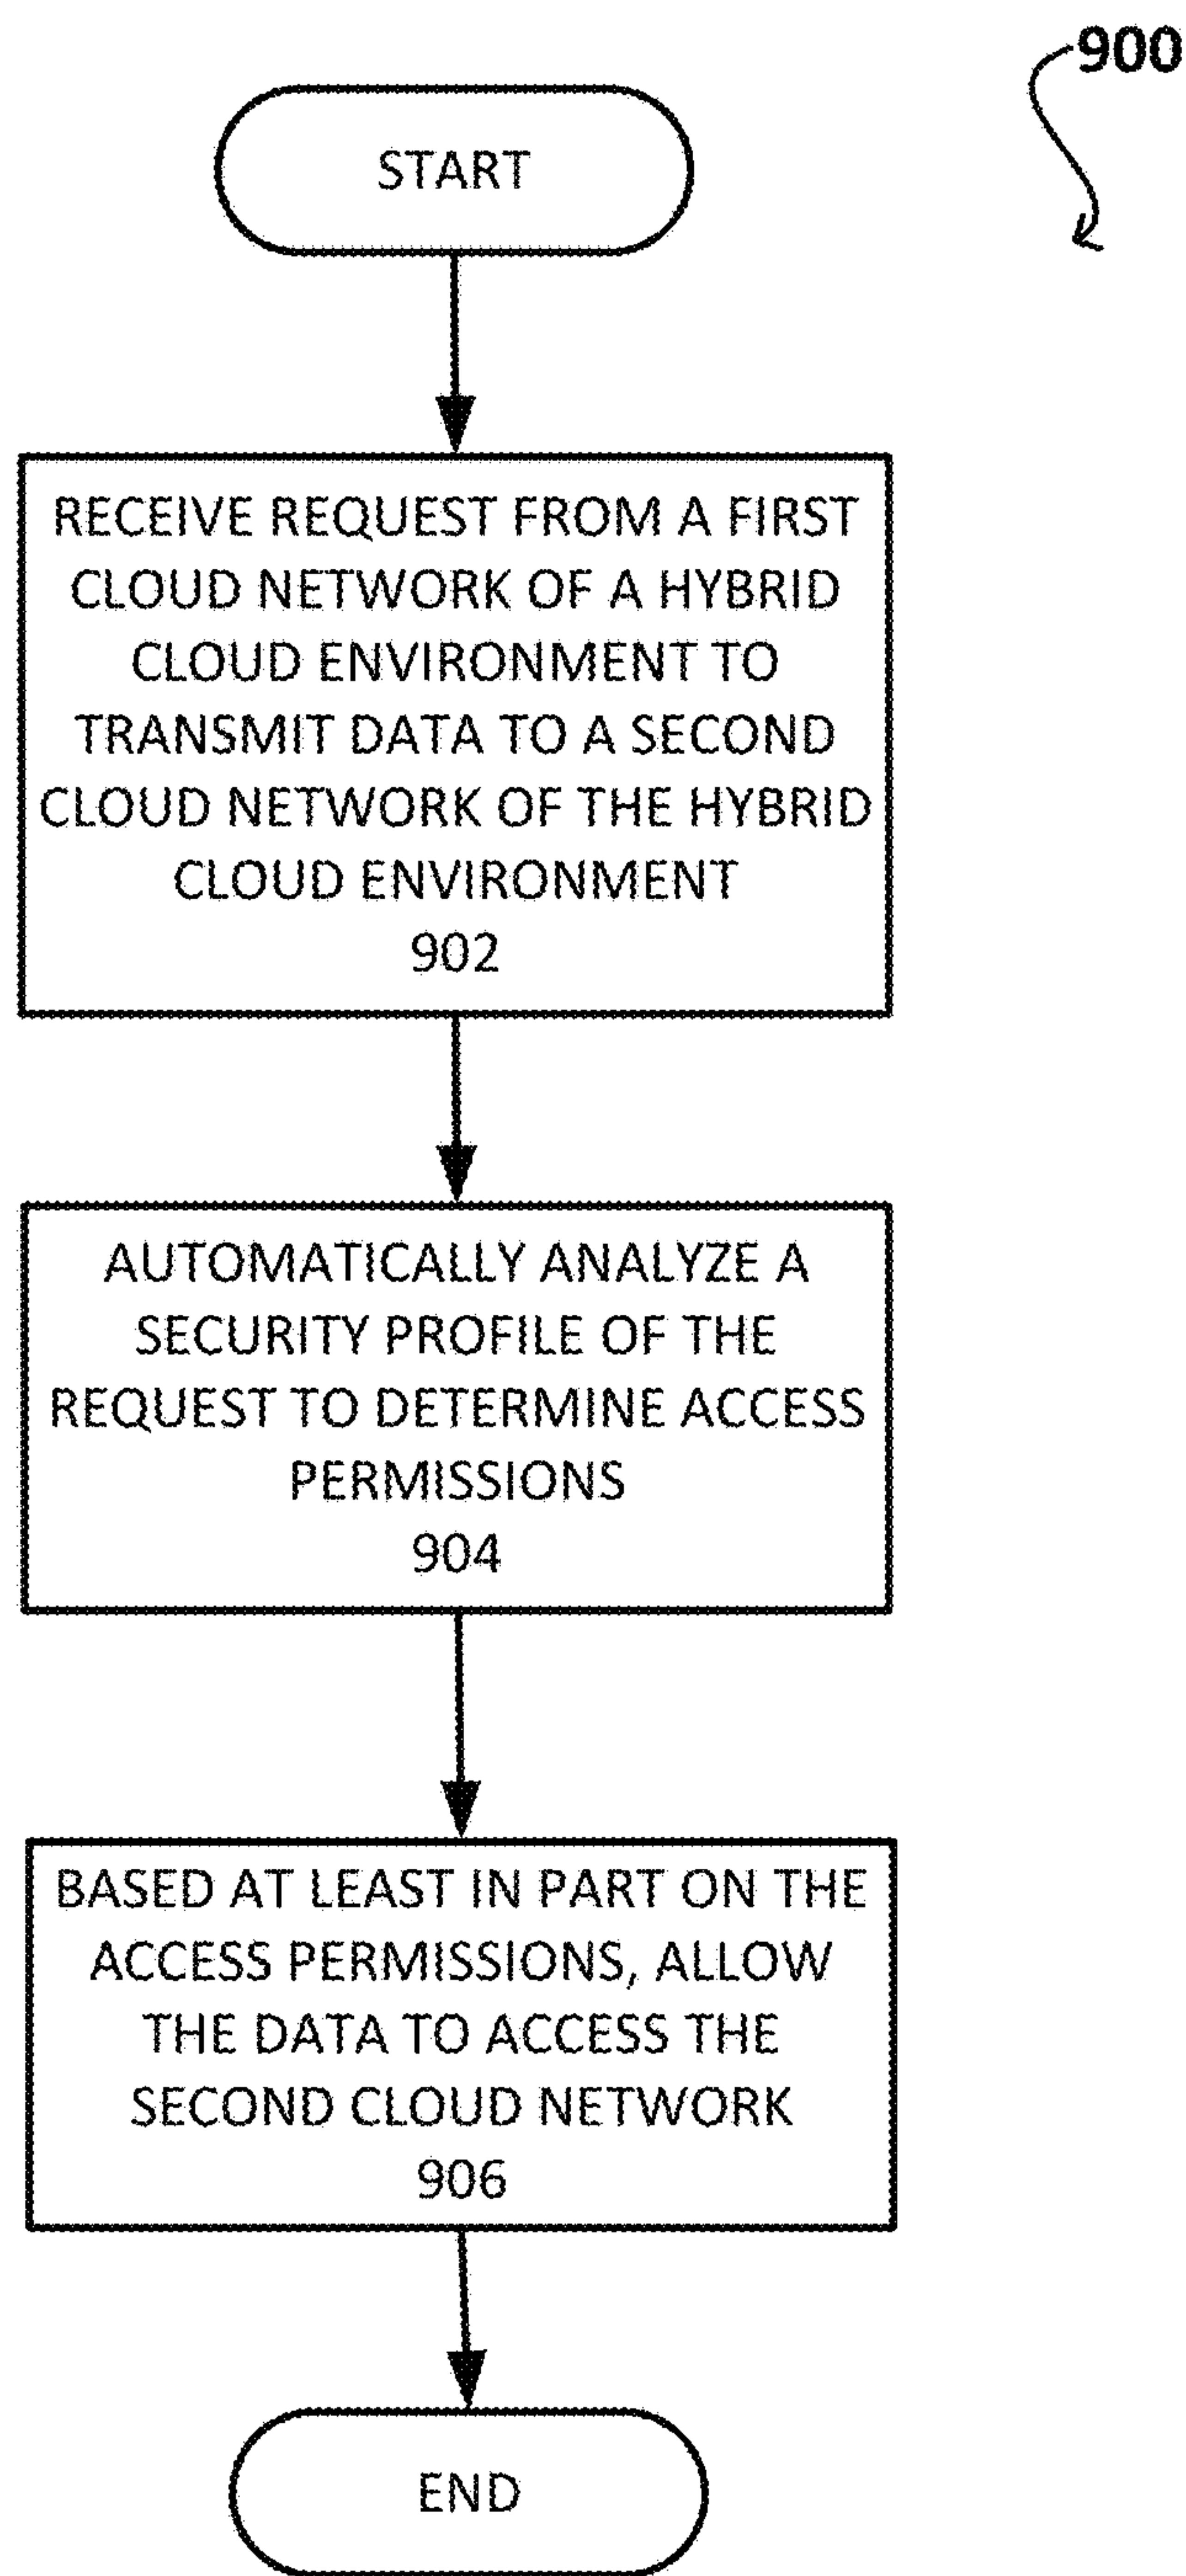 900
START
RECEIVE REQUEST FROM A FIRST
CLOUD NETWORK OF A HYBRID
CLOUD ENVIRONMENT TO
TRANSMIT DATA TO A SECOND
CLOUD NETWORK OF THE HYBRID
CLOUD ENVIRONMENT
902
AUTOMATICALLY ANALYZE A
SECURITY PROFILE OF THE
REQUEST TO DETERMINE ACCESS
PERMISSIONS
904
BASED AT LEAST IN PART ON THE
ACCESS PERMISSIONS, ALLOW
THE DATA TO ACCESS THE
SECOND CLOUD NETWORK
906
END